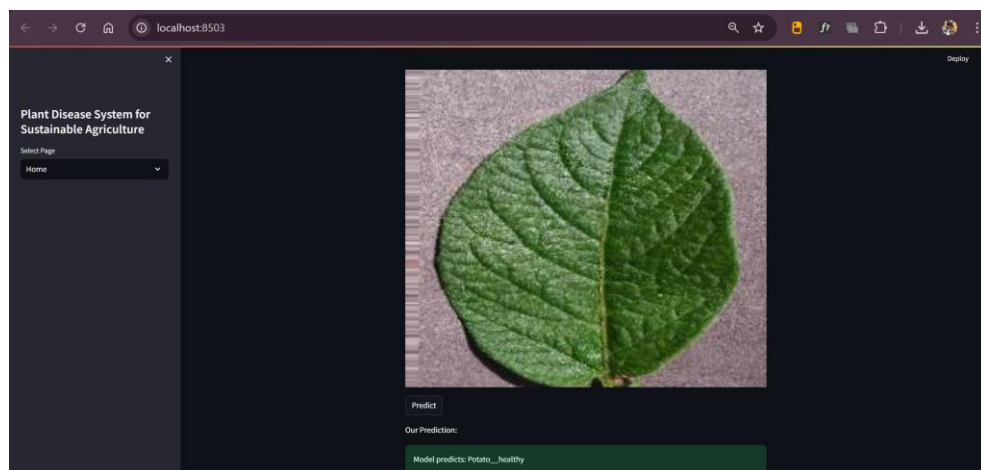 localhost:8503
Deploy
Plant Disease System for
Sustainable Agriculture
Select Page
Home
Predict
Our Prediction:
Model predicts: Potato__healthy